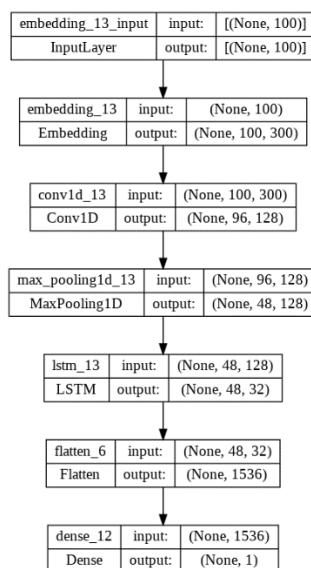 embedding_13_input input: [(None, 100)]
InputLayer output: [(None, 100)]
embedding_13 input: (None, 100)
Embedding output: (None, 100, 300)
conv1d_13 input: (None, 100, 300)
Conv1D output: (None, 96, 128)
max_pooling1d_13 input: (None, 96, 128)
MaxPooling1D output: (None, 48, 128)
lstm_13 input: (None, 48, 128)
LSTM output: (None, 48, 32)
flatten_6 input: (None, 48, 32)
Flatten output: (None, 1536)
dense_12 input: (None, 1536)
Dense output: (None, 1)